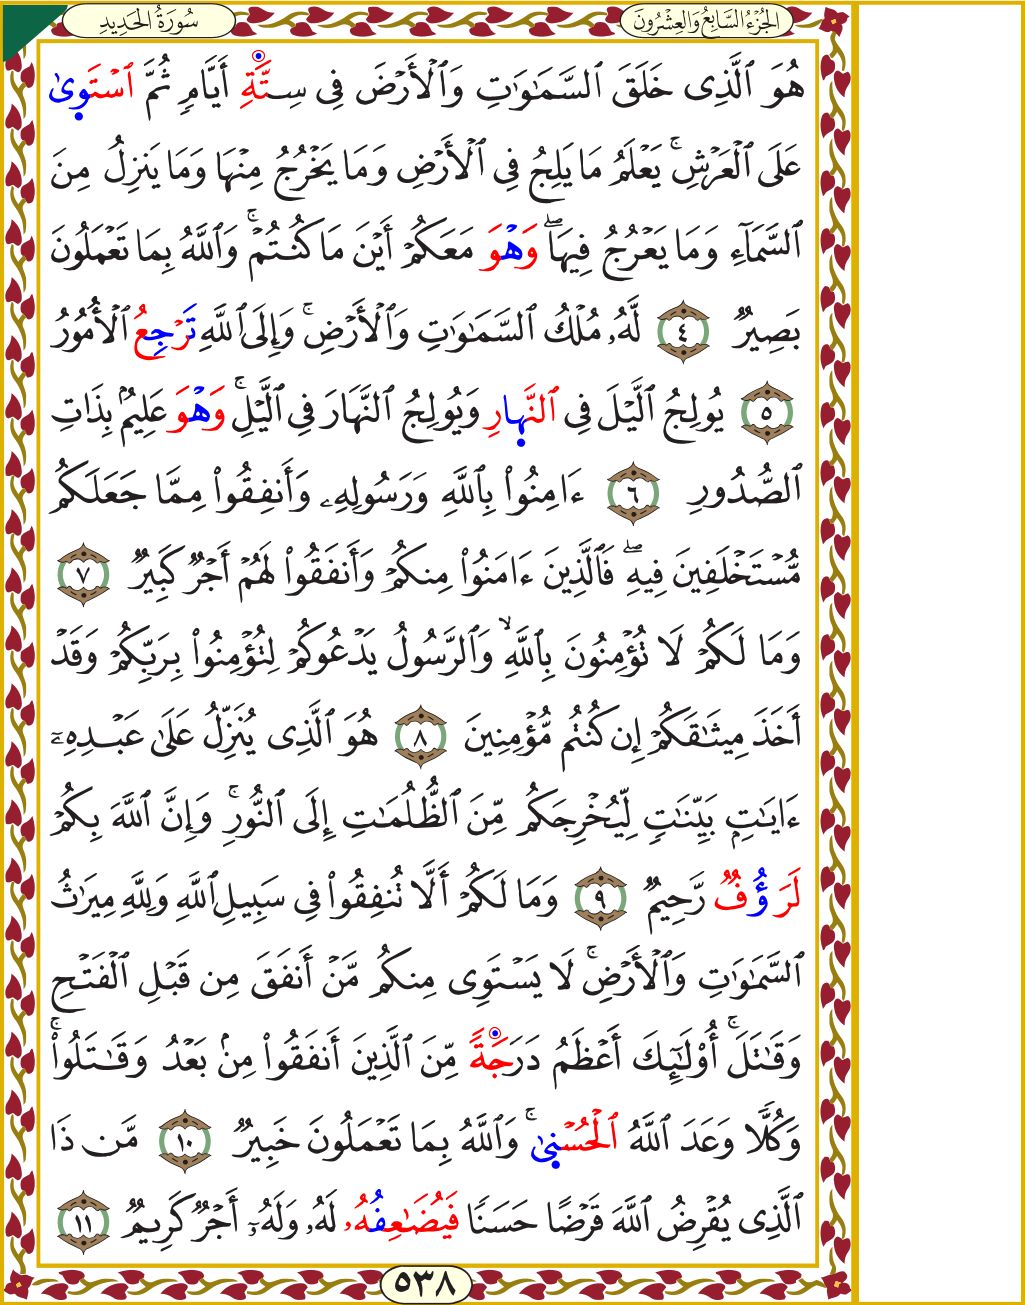 الجُزْءُ السَّابِعُ وَالعِشْرُونَ
سُورَةُ الحَدِيدِ
هُوَ ٱلَّذِى خَلَقَ ٱلسَّمَٰوَٰتِ وَٱلۡأَرۡضَ فِى سِتَّةِ أَيَّامٖ ثُمَّ ٱسۡتَوِىٰ
عَلَى ٱلۡعَرۡشِۚ يَعۡلَمُ مَا يَلِجُ فِى ٱلۡأَرۡضِ وَمَا يَخۡرُجُ مِنۡهَا وَمَا يَنزِلُ مِنَ
ٱلسَّمَآءِ وَمَا يَعۡرُجُ فِيهَاۖ وَهۡوَ مَعَكُمۡ أَيۡنَ مَا كُنتُمۡۚ وَٱللَّهُ بِمَا تَعۡمَلُونَ
بَصِيرٞ ٤ لَّهُۥ مُلۡكُ ٱلسَّمَٰوَٰتِ وَٱلۡأَرۡضِۚ وَإِلَى ٱللَّهِ تَرۡجِعُ ٱلۡأُمُورُ
٥ يُولِجُ ٱلَّيۡلَ فِى ٱلنَّهِارِ وَيُولِجُ ٱلنَّهَارَ فِى ٱلَّيۡلِۚ وَهۡوَ عَلِيمُۢ بِذَاتِ
ٱلصُّدُورِ ٦ ءَامِنُواْ بِٱللَّهِ وَرَسُولِهِۦ وَأَنفِقُواْ مِمَّا جَعَلَكُم
مُّسۡتَخۡلَفِينَ فِيهِۖ فَٱلَّذِينَ ءَامَنُواْ مِنكُمۡ وَأَنفَقُواْ لَهُمۡ أَجۡرٞ كَبِيرٞ ٧
وَمَا لَكُمۡ لَا تُؤۡمِنُونَ بِٱللَّهِۙ وَٱلرَّسُولُ يَدۡعُوكُمۡ لِتُؤۡمِنُواْ بِرَبِّكُمۡ وَقَدۡ
أَخَذَ مِيثَٰقَكُمۡ إِن كُنتُم مُّؤۡمِنِينَ ٨ هُوَ ٱلَّذِى يُنَزِّلُ عَلَىٰ عَبۡدِهِۦٓ
ءَايَٰتِۭ بَيِّنَٰتٖ لِّيُخۡرِجَكُم مِّنَ ٱلظُّلُمَٰتِ إِلَى ٱلنُّورِۚ وَإِنَّ ٱللَّهَ بِكُمۡ
لَرَؤُفٞ رَّحِيمٞ ٩ وَمَا لَكُمۡ أَلَّا تُنفِقُواْ فِى سَبِيلِ ٱللَّهِ وَلِلَّهِ مِيرَٰثُ
ٱلسَّمَٰوَٰتِ وَٱلۡأَرۡضِۚ لَا يَسۡتَوِى مِنكُم مَّنۡ أَنفَقَ مِن قَبۡلِ ٱلۡفَتۡحِ
وَقَٰتَلَۚ أُوْلَٰٓئِكَ أَعۡظَمُ دَرَجَةٗ مِّنَ ٱلَّذِينَ أَنفَقُواْ مِنۢ بَعۡدُ وَقَٰتَلُواْۚ
وَكُلّٗا وَعَدَ ٱللَّهُ ٱلۡحُسۡنِىٰۚ وَٱللَّهُ بِمَا تَعۡمَلُونَ خَبِيرٞ ١٠ مَّن ذَا
ٱلَّذِى يُقۡرِضُ ٱللَّهَ قَرۡضًا حَسَنٗا فَيُضَٰعِفُهُۥ لَهُۥ وَلَهُۥٓ أَجۡرٞ كَرِيمٞ ١١
٥٣٨